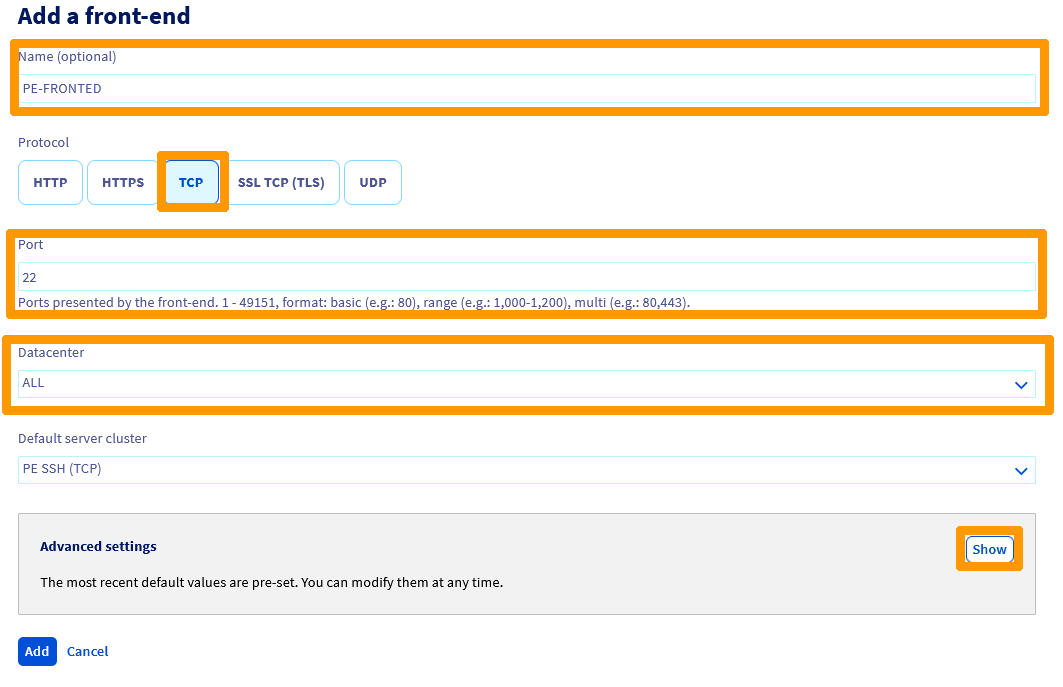 Add a front-end
Name (optional)
PE-FRONTED
Protocol
HTTP HTTPS TCP SSL TCP (TLS) UDP
Port
22
Ports presented by the front-end. 1 - 49151, format: basic (e.g.: 80), range (e.g.: 1,000-1,200), multi (e.g.: 80,443).
Datacenter
ALL
Default server cluster
PE SSH (TCP)
Advanced settings
Show
The most recent default values are pre-set. You can modify them at any time.
Add Cancel